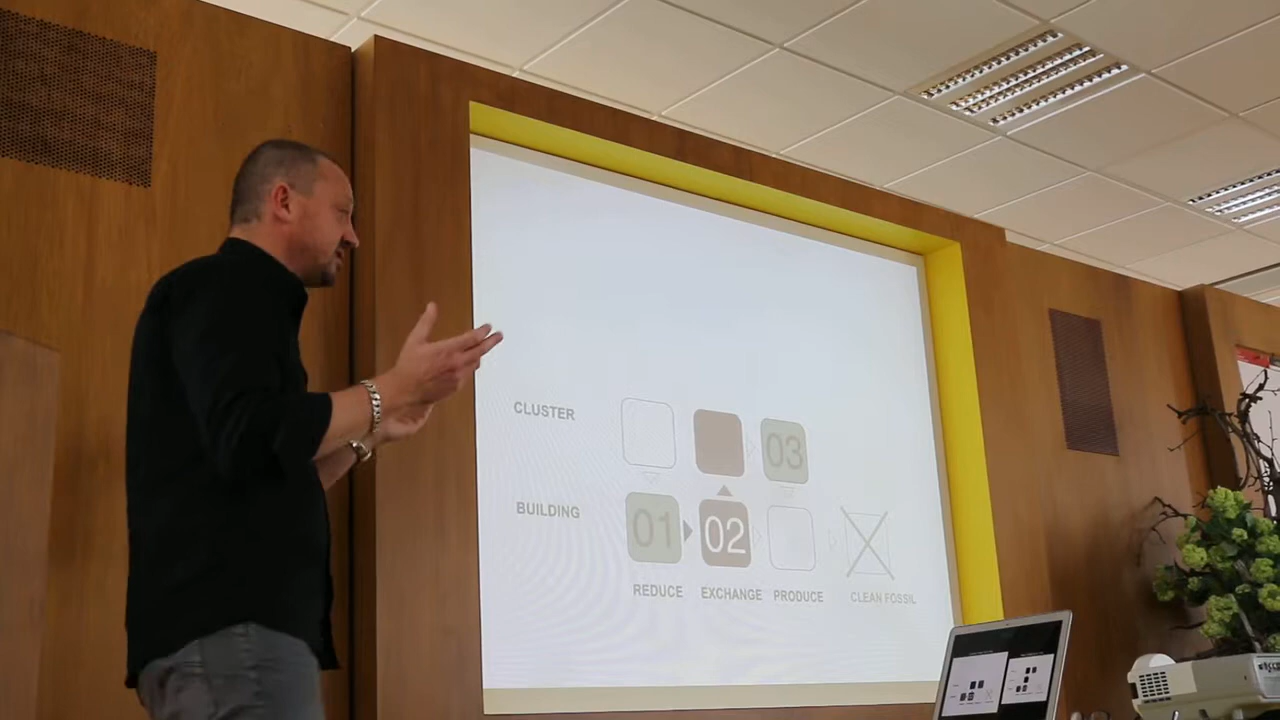 CLUSTER
03
BUILDING
01 02
REDUCE EXCHANGE PRODUCE CLEAN FOSSIL